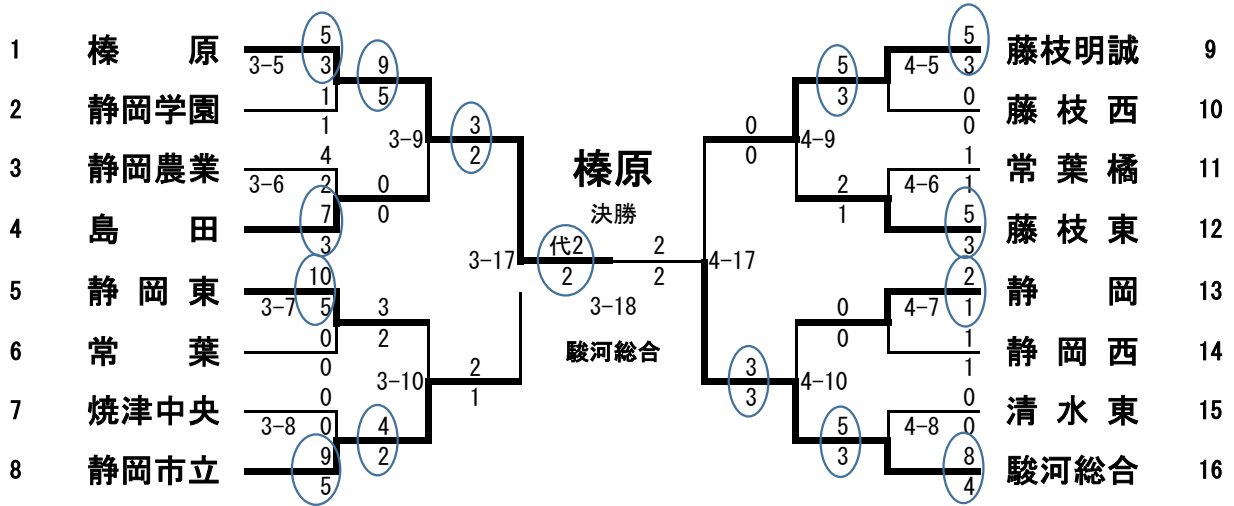 1 榛原 5 藤枝明誠 9 5
3-5 3 9 5 4-5 3
2 静岡学園 1 5 3 0 藤枝西 10
1 3 0 0
3 静岡農業 4 3-9 2 榛原 0 4-9 1 常葉橘 11
3-6 2 0 2 4-6 1
4 島田 7 0 決勝 1 5 藤枝東 12
3 3-17 代2 2 4-17 3
5 静岡東 10 2 2 2 静岡 13
3-7 5 3 3-18 0 4-7 1
6 常葉 0 2 駿河総合 0 1 静岡西 14
0 3-10 2 3 4-10 1
7 焼津中央 0 1 3 0 清水東 15
3-8 0 4 5 4-8 0
8 静岡市立 9 2 3 8 駿河総合 16
5 4